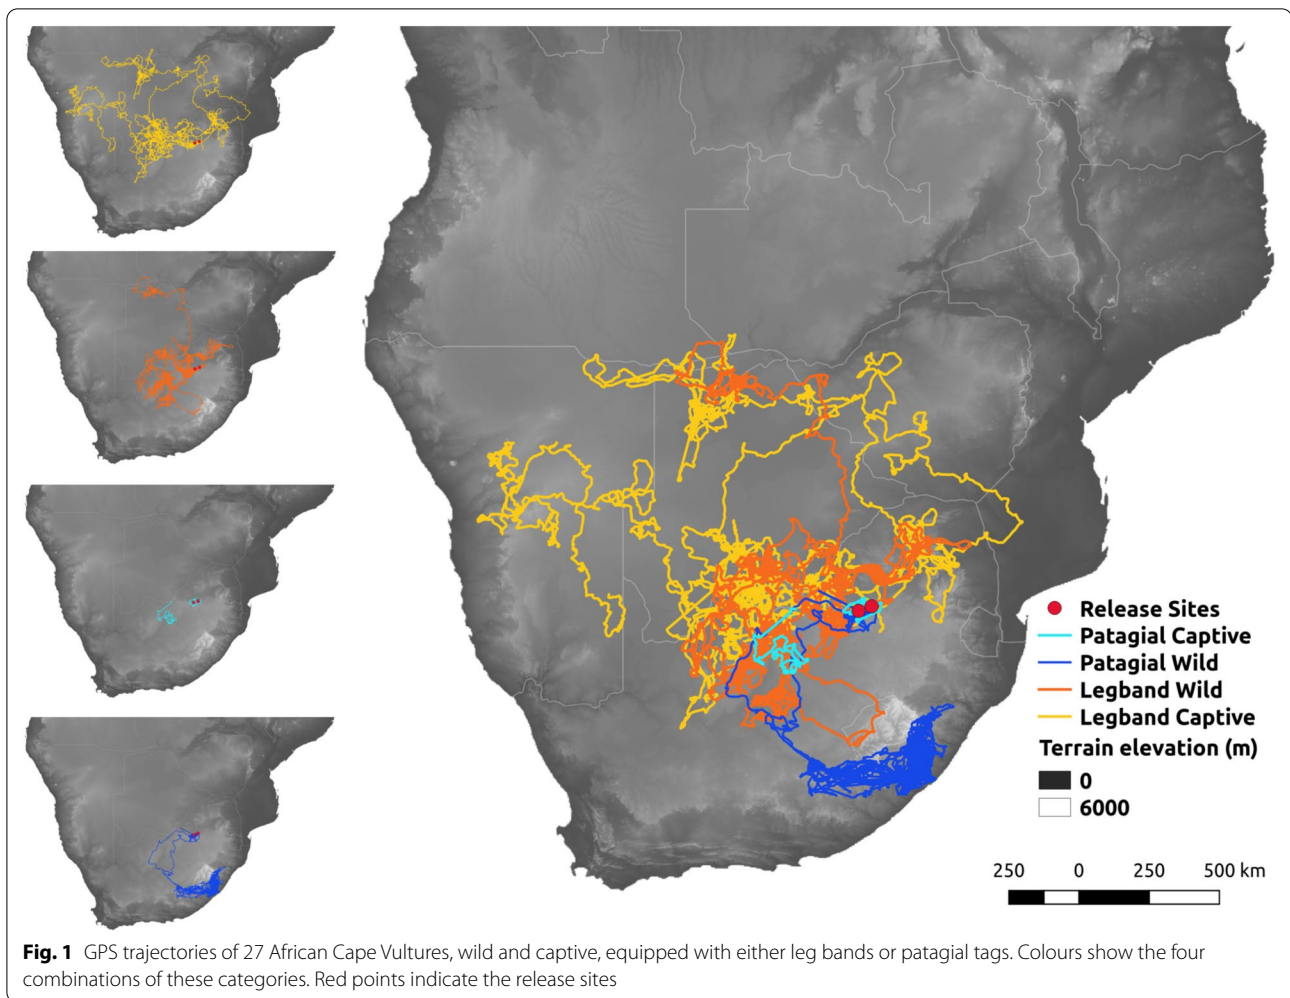 Release Sites
Patagial Captive
Patagial Wild
Legband Wild
Legband Captive
Terrain elevation (m)
0
6000
250 0 250 500 km
Fig. 1 GPS trajectories of 27 African Cape Vultures, wild and captive, equipped with either leg bands or patagial tags. Colours show the four
combinations of these categories. Red points indicate the release sites